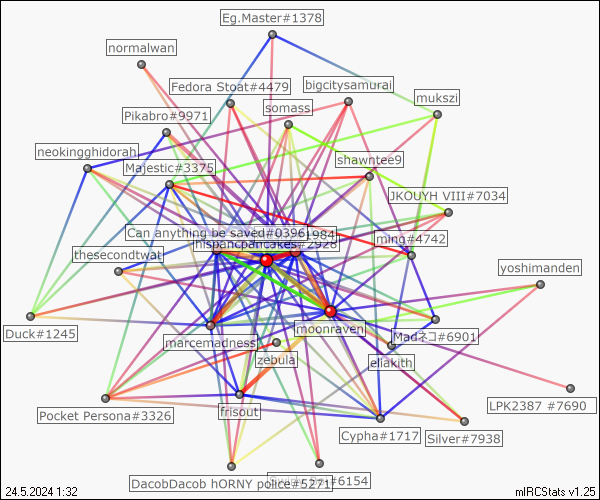 Eg.Master#1378
normalwan
Fedora Stoat#4479
bigcitysamurai
mukszi
somass
Pikabro#9971
neokingghidorah
Majestic#3375
shawntee9
JKOUYH VIII#7034
Can anything be saved#0396
1984
hispancpancakes#2928
ming#4742
thesecondtwat
yoshimanden
Duck#1245
marcemadness
moonraven
Madネコ#6901
zebula
eliakith
Pocket Persona#3326
frisout
LPK2387 #7690
Cypha#1717
Silver#7938
DacobDacob hORNY police#5271
#6154
24.5.2024 1:32
mIRCStats v1.25